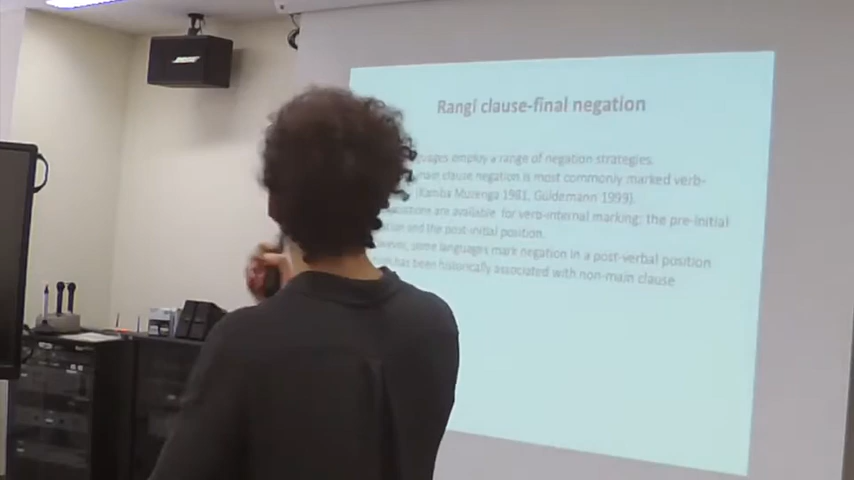 BOSE
Rangi clause-final negation
languages employ a range of negation strategies.
main clause negation is most commonly marked verb-
(Kamba Muzenga 1981, Güldemann 1999).
are available for verb-internal marking: the pre-initial
and the post-initial position.
However, some languages mark negation in a post-verbal position
has been historically associated with non-main clause